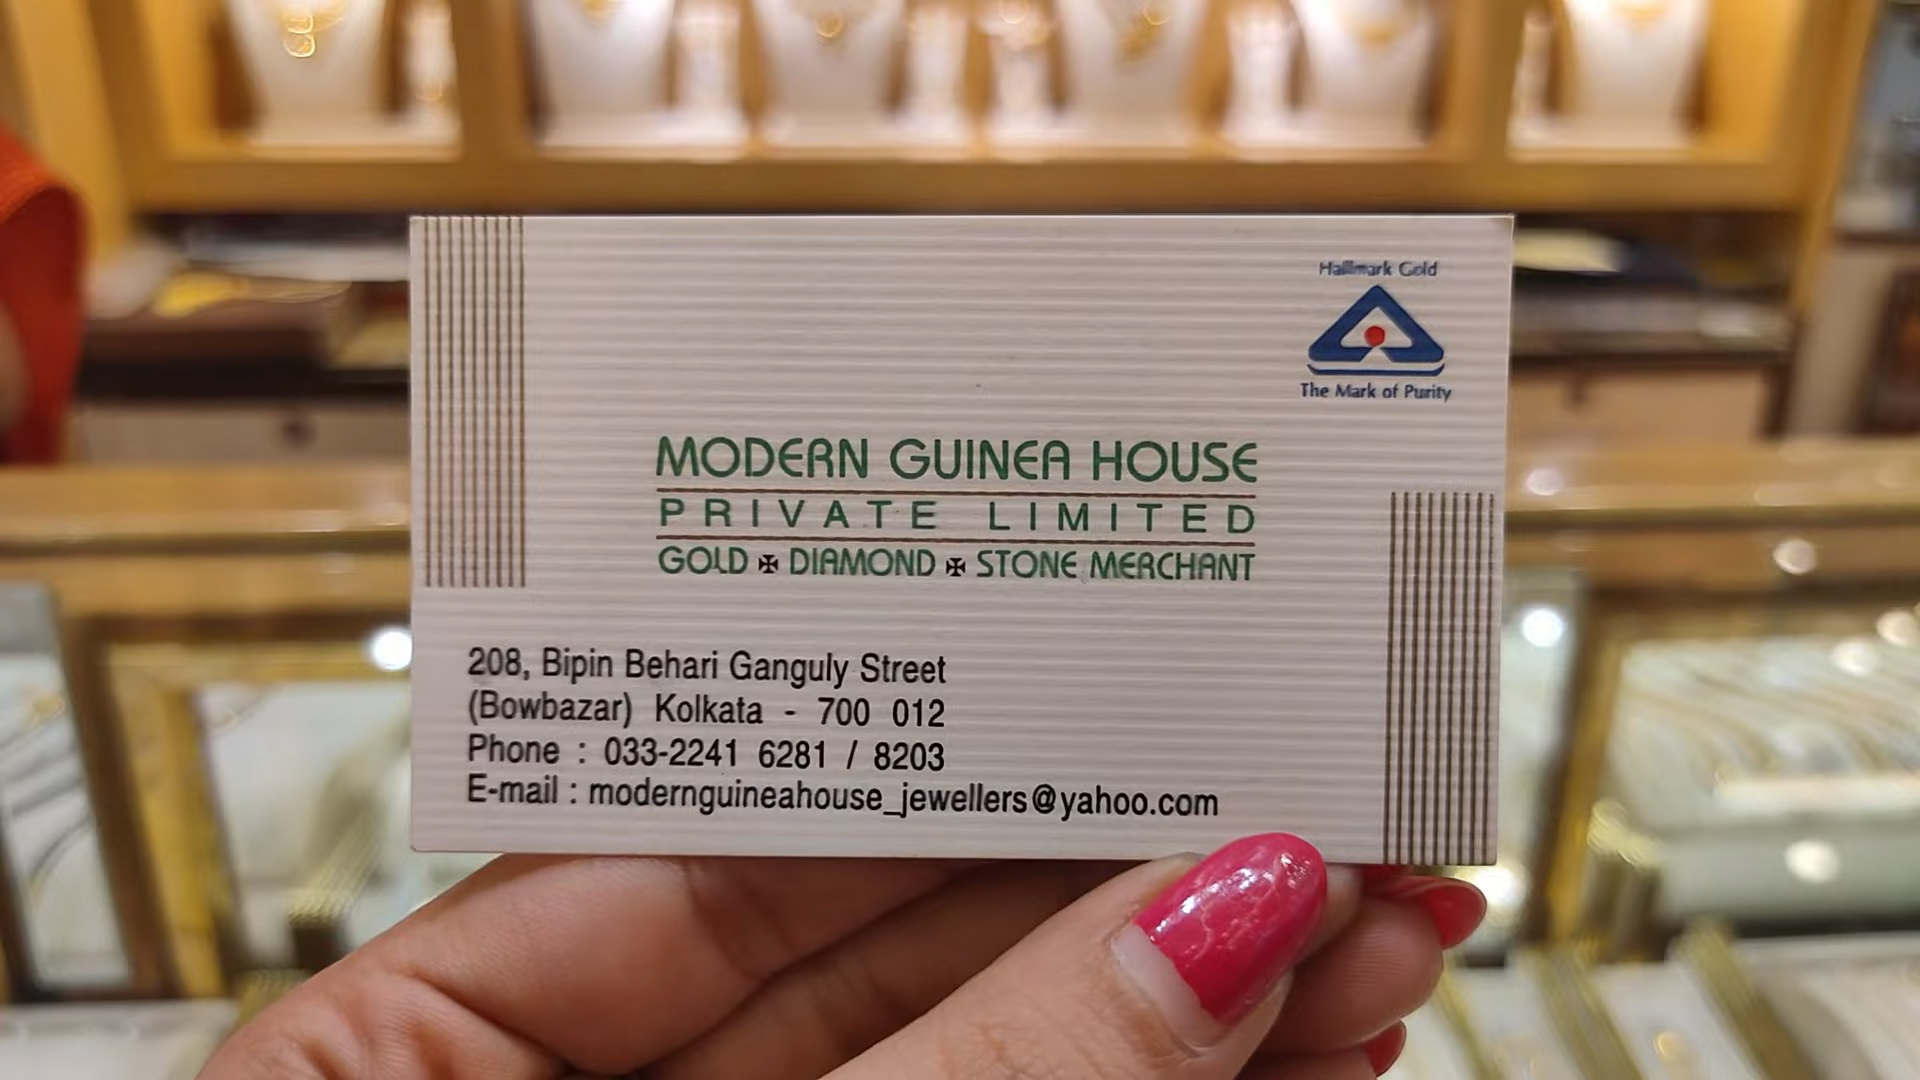 Hallmark Gold
The Mark of Purity
MODERN GUINEA HOUSE
PRIVATE LIMITED
GOLD ✠ DIAMOND ✠ STONE MERCHANT
208, Bipin Behari Ganguly Street
(Bowbazar) Kolkata - 700 012
Phone : 033-2241 6281 / 8203
E-mail : modernguineahouse_jewellers@yahoo.com